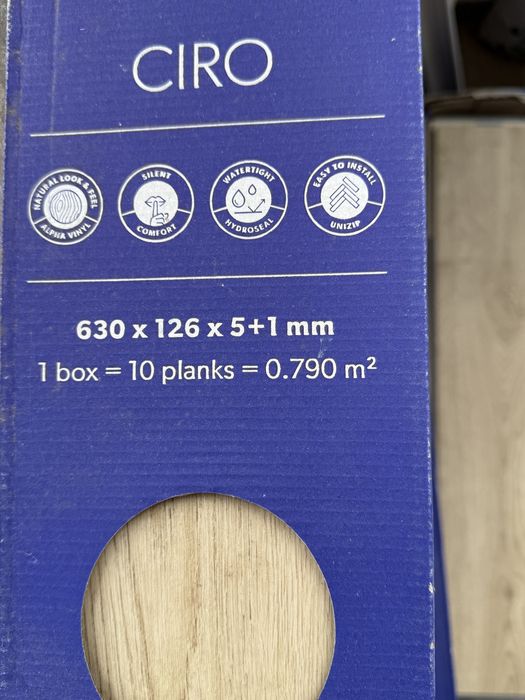 CIRO
NATURAL LOOK & FEEL
ALPHA VINYL
SILENT
COMFORT
WATERTIGHT
HYDROSEAL
EASY TO INSTALL
UNIZIP
630 x 126 x 5+1 mm
1 box = 10 planks = 0.790 m²